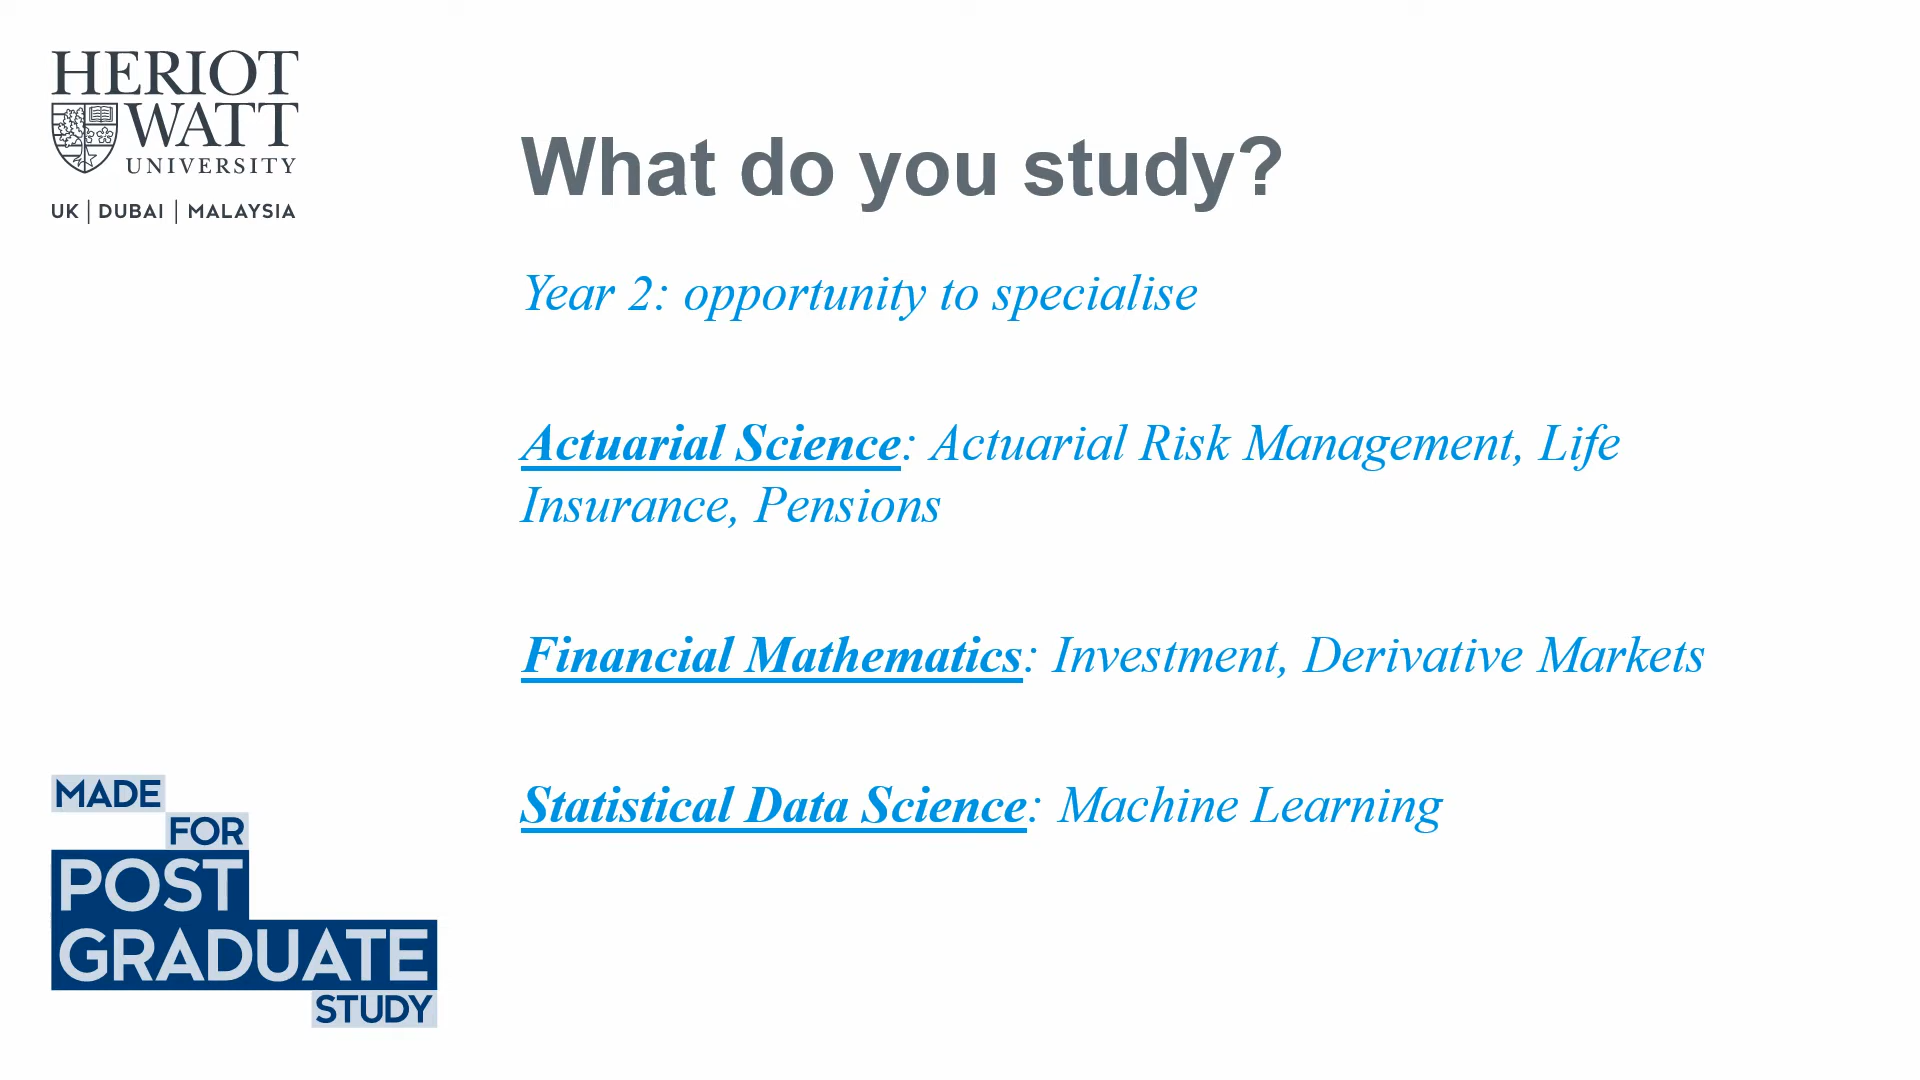 HERIOT
WATT
UNIVERSITY
UK | DUBAI | MALAYSIA
What do you study?
Year 2: opportunity to specialise
Actuarial Science: Actuarial Risk Management, Life
Insurance, Pensions
Financial Mathematics: Investment, Derivative Markets
Statistical Data Science: Machine Learning
MADE
FOR
POST
GRADUATE
STUDY